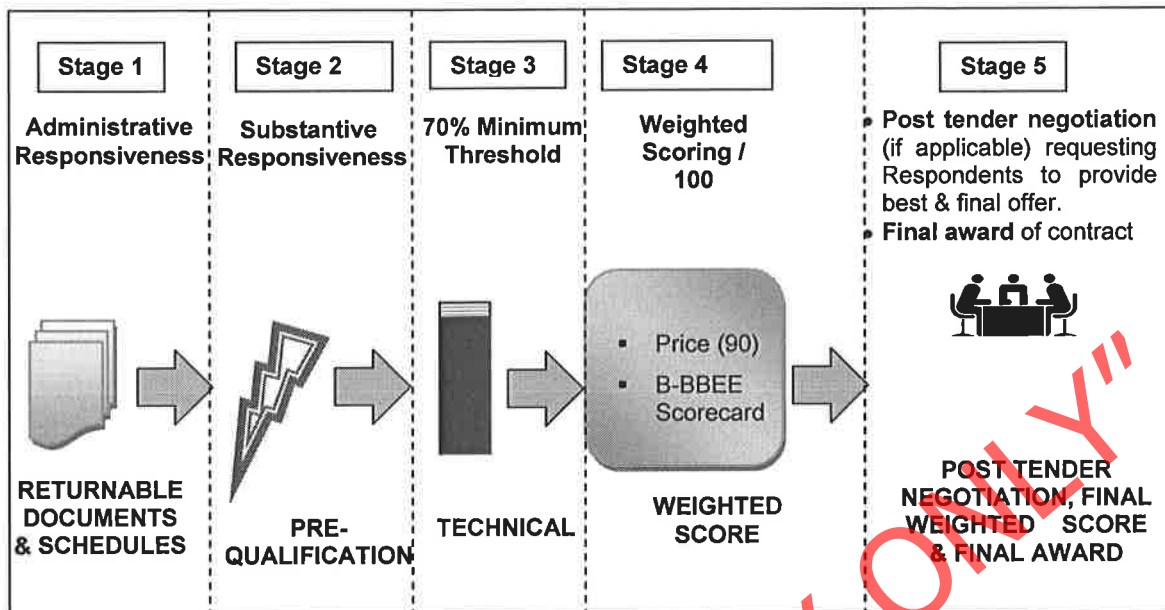 Stage 1
Administrative
Responsiveness
RETURNABLE
DOCUMENTS
& SCHEDULES
Stage 2
Substantive
Responsiveness
PRE-
QUALIFICATION
Stage 3
70% Minimum
Threshold
TECHNICAL
Stage 4
Weighted
Scoring /
100
▪ Price (90)
▪ B-BBEE
Scorecard
WEIGHTED
SCORE
Stage 5
• Post tender negotiation
(if applicable) requesting
Respondents to provide
best & final offer.
• Final award of contract
POST TENDER
NEGOTIATION, FINAL
WEIGHTED SCORE
& FINAL AWARD
ONLY"